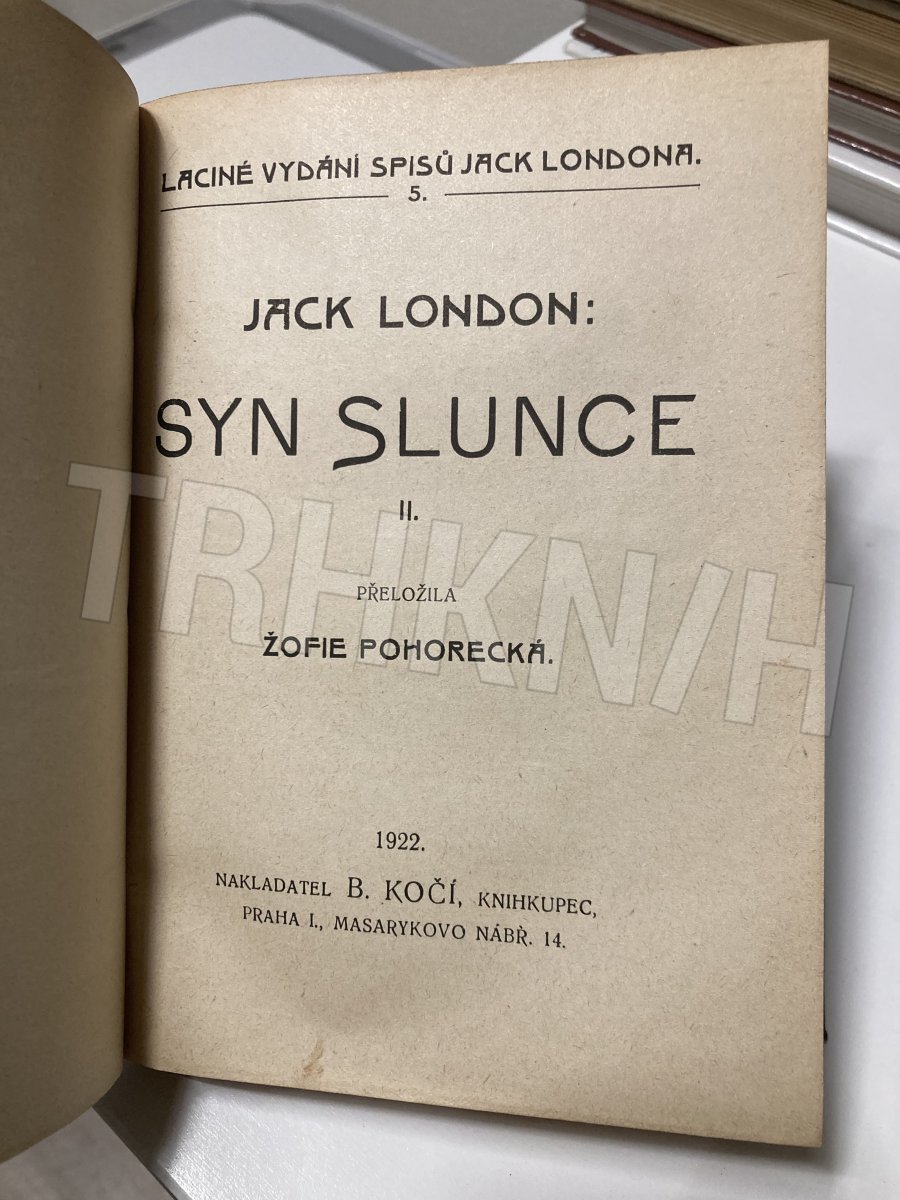 LACINÉ VYDÁNÍ SPISŮ JACK LONDONA.
5.
JACK LONDON:
SYN SLUNCE
II.
PŘELOŽILA
ŽOFIE POHORECKÁ.
1922.
NAKLADATEL B. KOČÍ, KNIHKUPEC,
PRAHA I., MASARYKOVO NÁBŘ. 14.
TRHKN/H